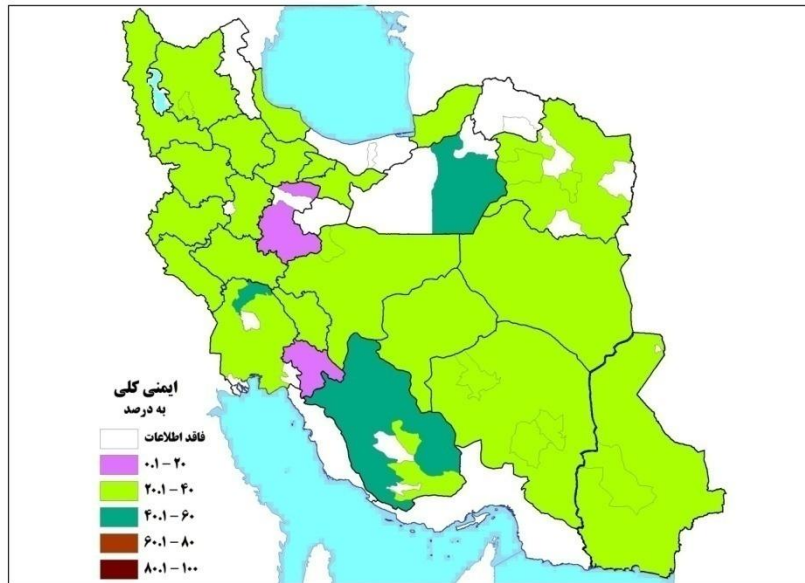 ایمنی کلی
به درصد
فاقد اطلاعات
۰.۱ – ۲۰
۲۰.۱ – ۴۰
۴۰.۱ – ۶۰
۶۰.۱ – ۸۰
۸۰.۱ – ۱۰۰